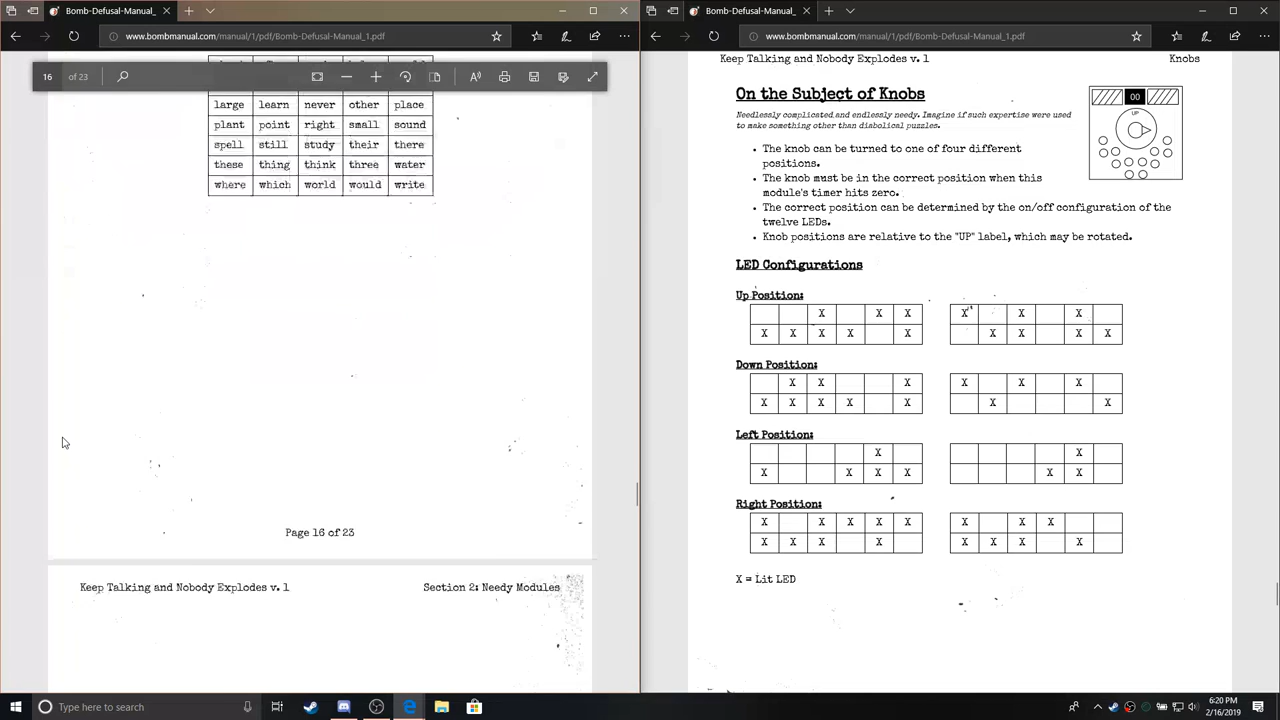 Bomb-Defusal-Manual_
www.bombmanual.com/manual/1/pdf/Bomb-Defusal-Manual_1.pdf
16 of 23
large learn never other place
plant point right small sound
spell still study their there
these thing think three water
where which world would write
Page 16 of 23
Keep Talking and Nobody Explodes v. 1 Section 2: Needy Modules
Bomb-Defusal-Manual_
www.bombmanual.com/manual/1/pdf/Bomb-Defusal-Manual_1.pdf
Keep Talking and Nobody Explodes v. 1 Knobs
On the Subject of Knobs
Needlessly complicated and endlessly needy. Imagine if such expertise were used
to make something other than diabolical puzzles.
00
UP
• The knob can be turned to one of four different
positions.
• The knob must be in the correct position when this
module's timer hits zero.
• The correct position can be determined by the on/off configuration of the
twelve LEDs.
• Knob positions are relative to the "UP" label, which may be rotated.
LED Configurations
Up Position:
X X X X X X
X X X X X X X X X
Down Position:
X X X X X X
X X X X X X X
Left Position:
X X
X X X X X X
Right Position:
X X X X X X X X
X X X X X X X X
X = Lit LED
Type here to search
6:20 PM
2/16/2019